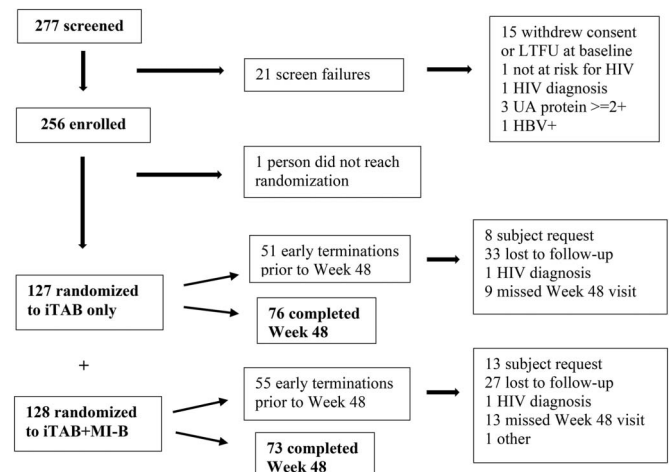 277 screened
21 screen failures
15 withdrew consent
or LTFU at baseline
1 not at risk for HIV
1 HIV diagnosis
3 UA protein >=2+
1 HBV+
256 enrolled
1 person did not reach
randomization
127 randomized
to iTAB only
51 early terminations
prior to Week 48
8 subject request
33 lost to follow-up
1 HIV diagnosis
9 missed Week 48 visit
76 completed
Week 48
+
128 randomized
to iTAB+MI-B
55 early terminations
prior to Week 48
13 subject request
27 lost to follow-up
1 HIV diagnosis
13 missed Week 48 visit
1 other
73 completed
Week 48